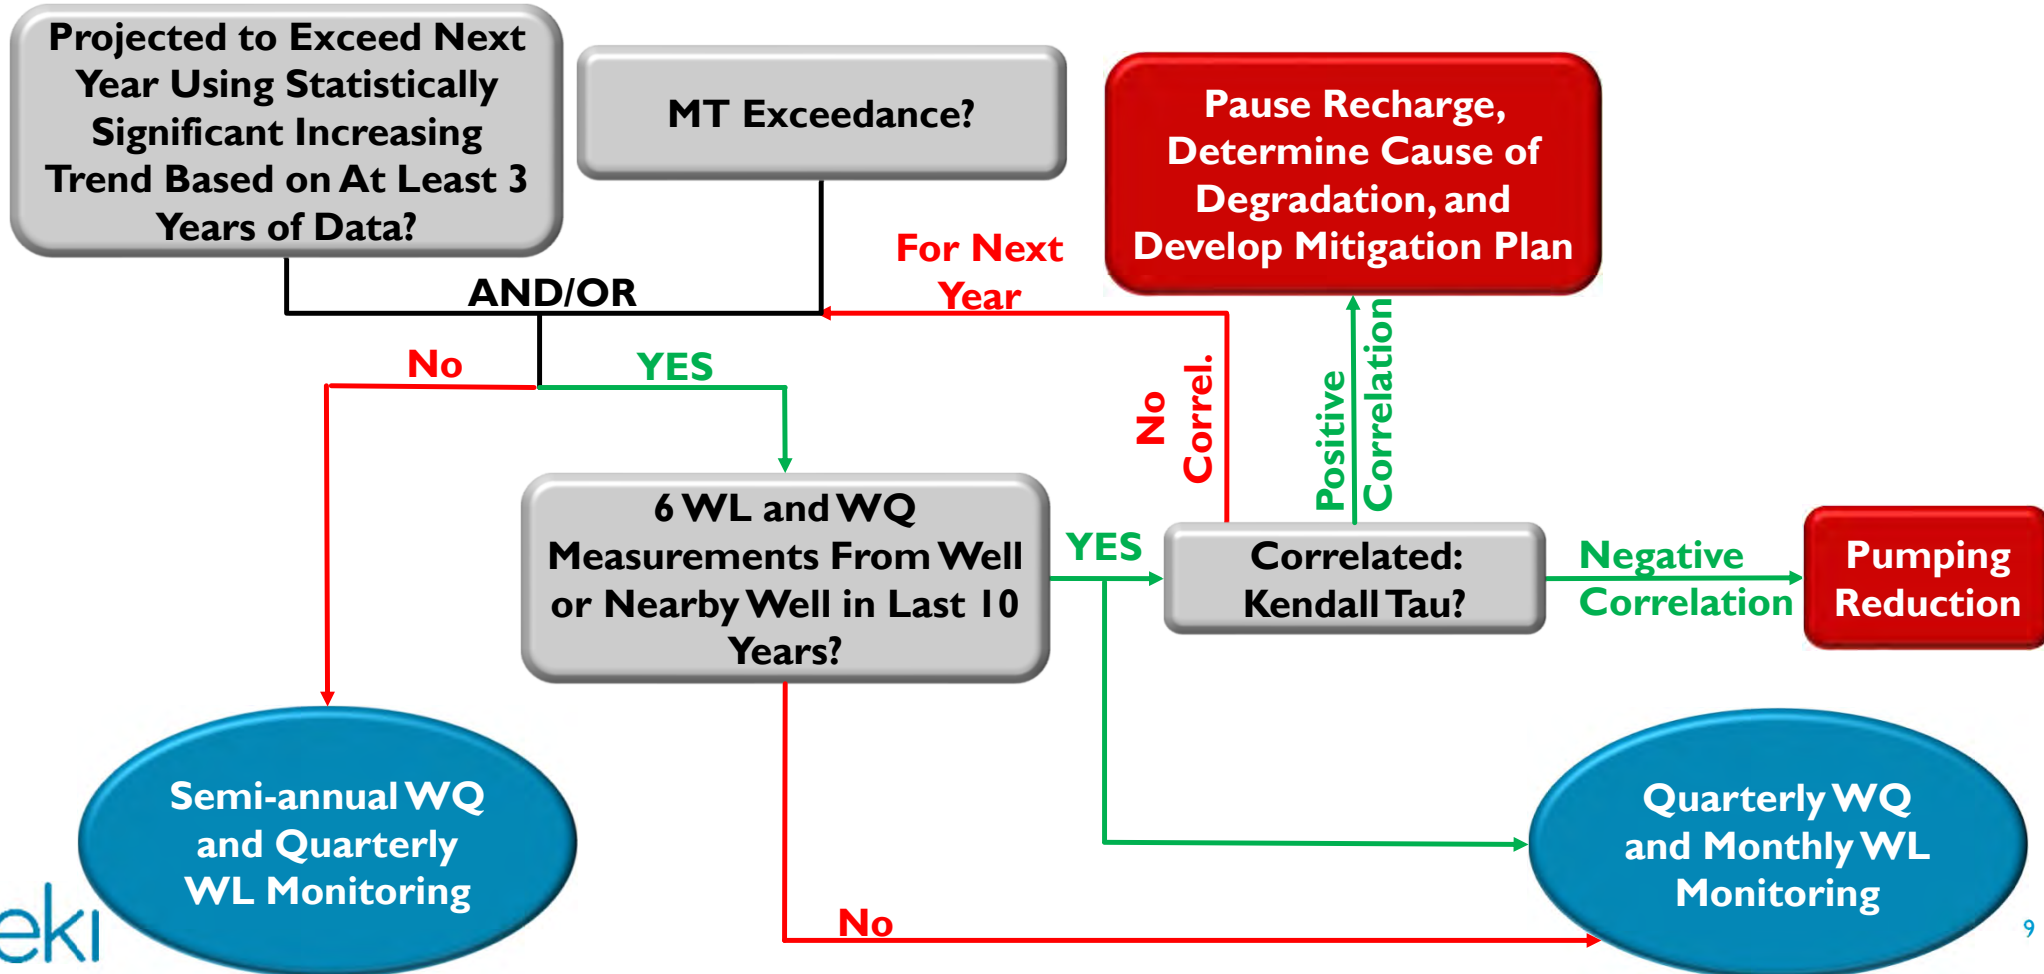 Projected to Exceed Next
Year Using Statistically
Significant Increasing
Trend Based on At Least 3
Years of Data?
MT Exceedance?
Pause Recharge,
Determine Cause of
Degradation, and
Develop Mitigation Plan
For Next
Year
AND/OR
No
YES
No
Correl.
Positive
Correlation
6 WL and WQ
Measurements From Well
or Nearby Well in Last 10
Years?
YES
Correlated:
Kendall Tau?
Negative
Correlation
Pumping
Reduction
Semi-annual WQ
and Quarterly
WL Monitoring
Quarterly WQ
and Monthly WL
Monitoring
No
eki
9